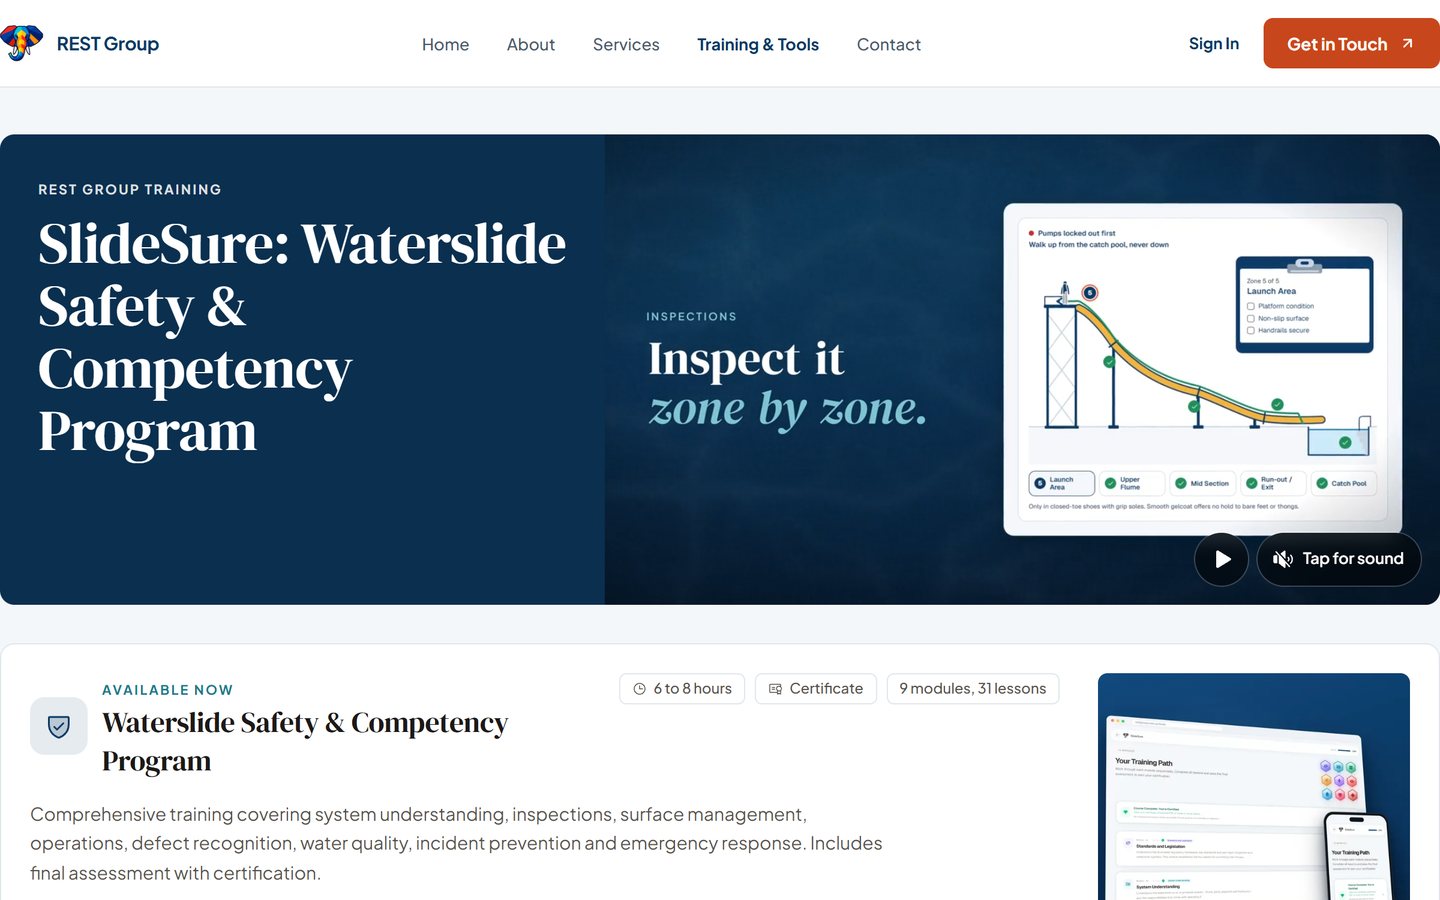 REST Group
Home
About
Services
Training & Tools
Contact
Sign In
Get in Touch
REST GROUP TRAINING
SlideSure: Waterslide
Safety &
Competency
Program
INSPECTIONS
Inspect it
zone by zone.
Pumps locked out first
Walk up from the catch pool, never down
5
Zone 5 of 5
Launch Area
Platform condition
Non-slip surface
Handrails secure
5
Launch
Area
Upper
Flume
Mid Section
Run-out /
Exit
Catch Pool
Only in closed-toe shoes with grip soles. Smooth gelcoat offers no hold to bare feet or thongs.
Tap for sound
AVAILABLE NOW
Waterslide Safety & Competency
Program
6 to 8 hours
Certificate
9 modules, 31 lessons
Comprehensive training covering system understanding, inspections, surface management,
operations, defect recognition, water quality, incident prevention and emergency response. Includes
final assessment with certification.
Your Training Path
Standards and Legislation
System Understanding
Your Training Path